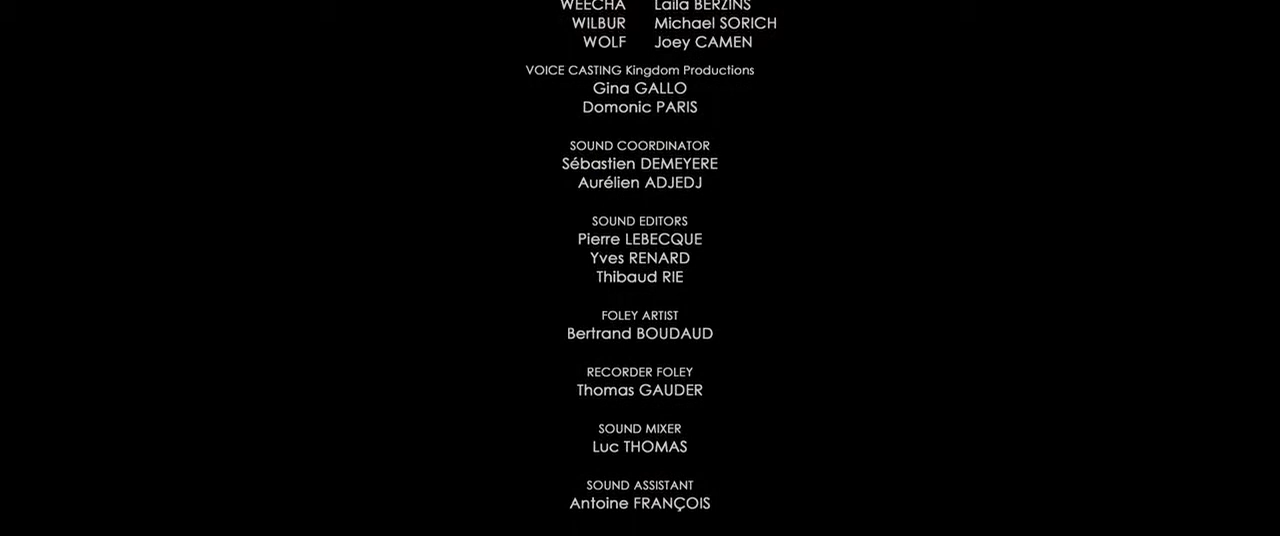 WEECHA Laila BERZINS
WILBUR Michael SORICH
WOLF Joey CAMEN
VOICE CASTING Kingdom Productions
Gina GALLO
Domonic PARIS
SOUND COORDINATOR
Sébastien DEMEYERE
Aurélien ADJEDJ
SOUND EDITORS
Pierre LEBECQUE
Yves RENARD
Thibaud RIE
FOLEY ARTIST
Bertrand BOUDAUD
RECORDER FOLEY
Thomas GAUDER
SOUND MIXER
Luc THOMAS
SOUND ASSISTANT
Antoine FRANÇOIS